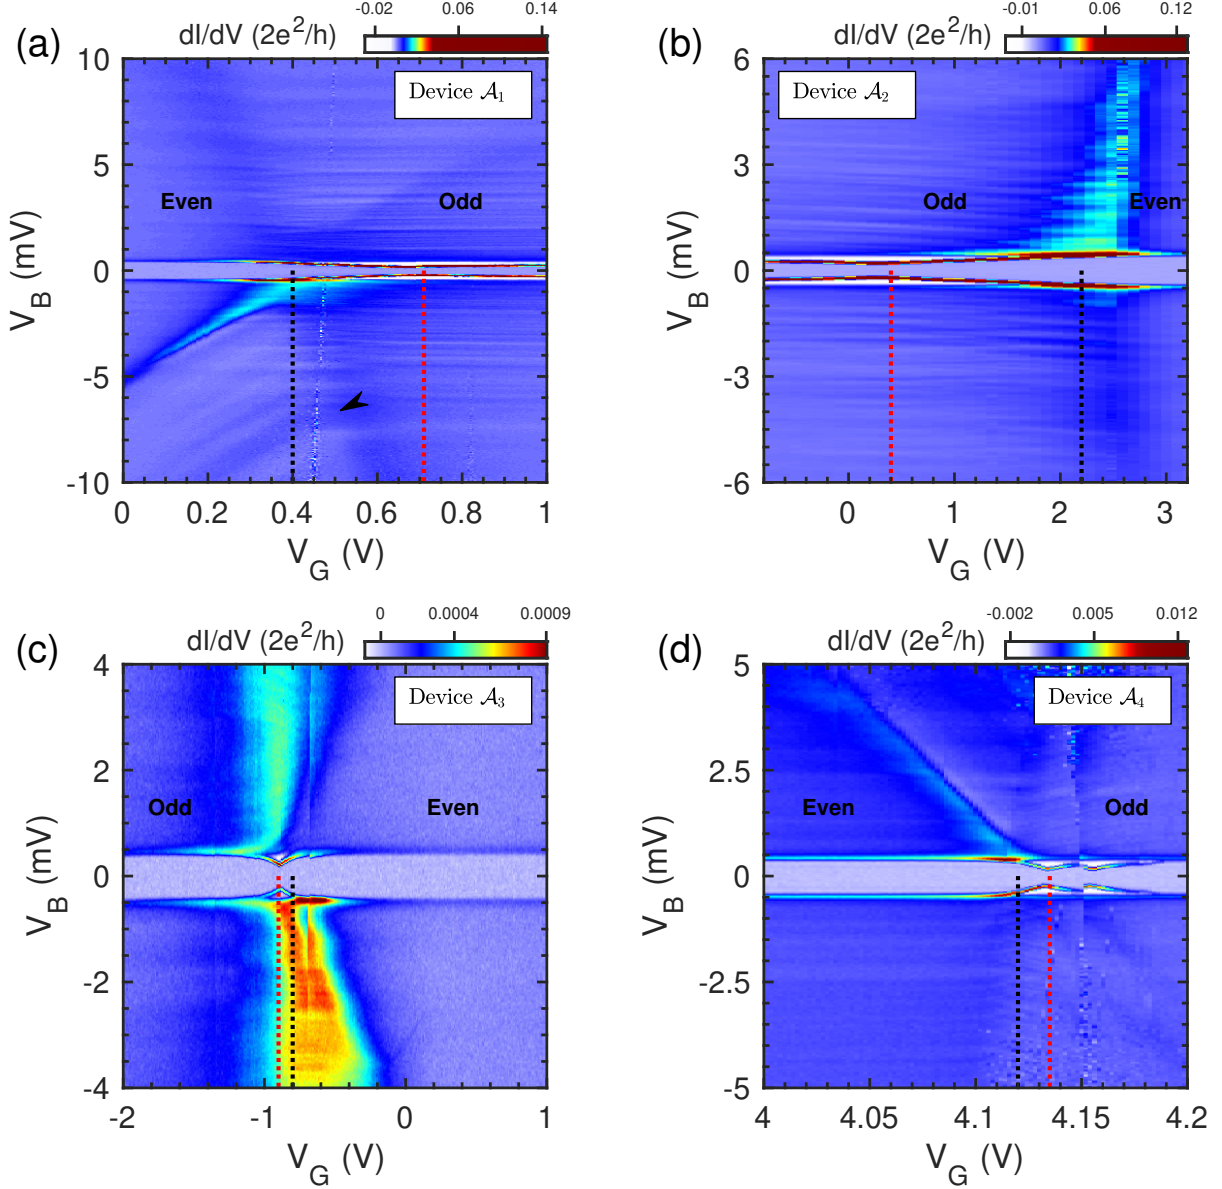 (a)
dI/dV (2e²/h)
-0.02 0.06 0.14
Device 𝒜₁
Even
Odd
10
5
0
-5
-10
V_B (mV)
0 0.2 0.4 0.6 0.8 1
V_G (V)
(b)
dI/dV (2e²/h)
-0.01 0.06 0.12
Device 𝒜₂
Odd
Even
6
3
0
-3
-6
V_B (mV)
0 1 2 3
V_G (V)
(c)
dI/dV (2e²/h)
0 0.0004 0.0009
Device 𝒜₃
Odd
Even
4
2
0
-2
-4
V_B (mV)
-2 -1 0 1
V_G (V)
(d)
dI/dV (2e²/h)
-0.002 0.005 0.012
Device 𝒜₄
Even
Odd
5
2.5
0
-2.5
-5
V_B (mV)
4 4.05 4.1 4.15 4.2
V_G (V)